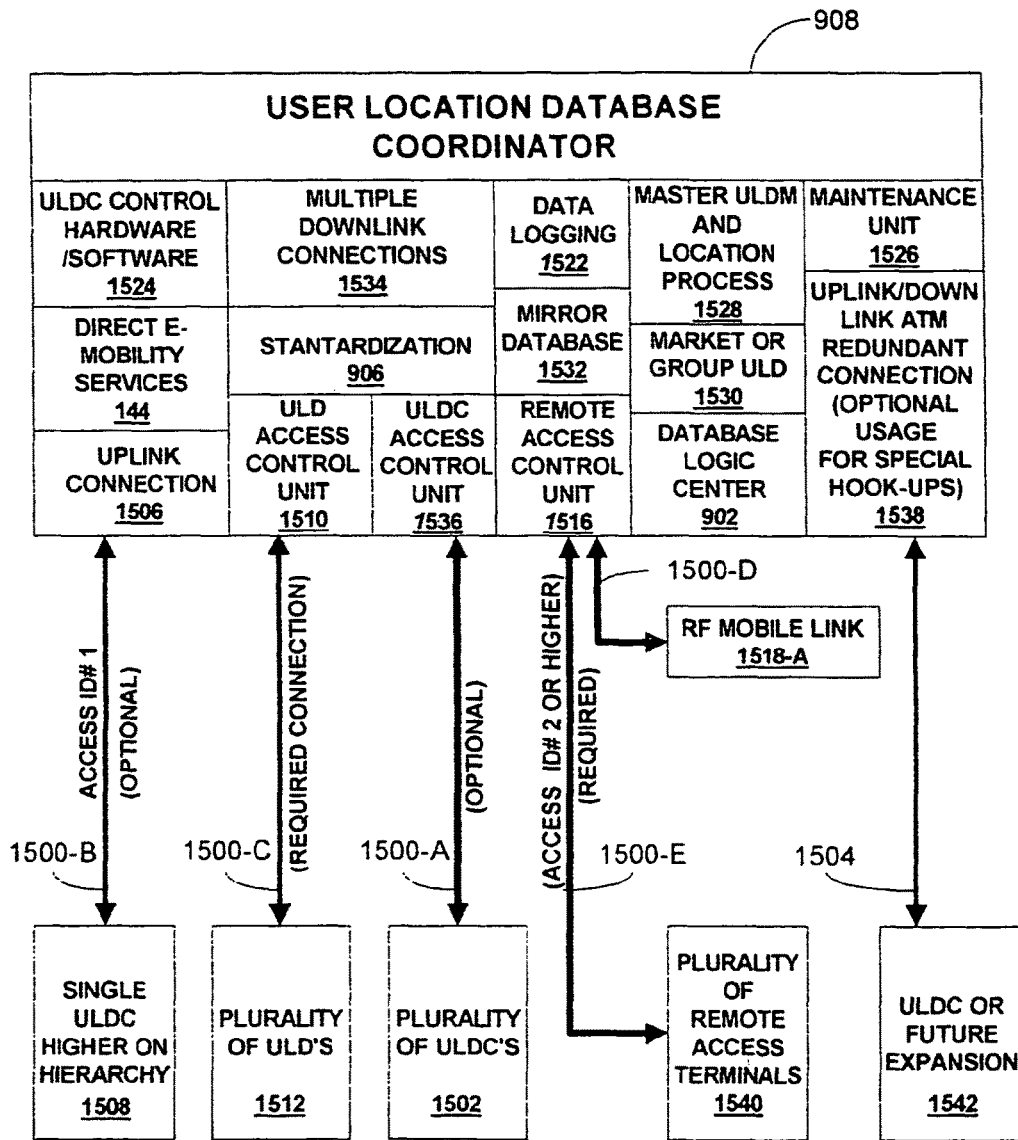 908
USER LOCATION DATABASE
COORDINATOR
ULDC CONTROL
HARDWARE
/SOFTWARE
1524
DIRECT E-
MOBILITY
SERVICES
144
UPLINK
CONNECTION
1506
MULTIPLE
DOWNLINK
CONNECTIONS
1534
STANTARDIZATION
906
ULD
ACCESS
CONTROL
UNIT
1510
ULDC
ACCESS
CONTROL
UNIT
1536
DATA
LOGGING
1522
MIRROR
DATABASE
1532
REMOTE
ACCESS
CONTROL
UNIT
1516
MASTER ULDM
AND
LOCATION
PROCESS
1528
MARKET OR
GROUP ULD
1530
DATABASE
LOGIC
CENTER
902
MAINTENANCE
UNIT
1526
UPLINK/DOWN
LINK ATM
REDUNDANT
CONNECTION
(OPTIONAL
USAGE
FOR SPECIAL
HOOK-UPS)
1538
1500-D
RF MOBILE LINK
1518-A
ACCESS ID# 1
(OPTIONAL)
(REQUIRED CONNECTION)
(OPTIONAL)
(ACCESS ID# 2 OR HIGHER)
(REQUIRED)
1500-B
1500-C
1500-A
1500-E
1504
SINGLE
ULDC
HIGHER ON
HIERARCHY
1508
PLURALITY
OF ULD'S
1512
PLURALITY
OF ULDC'S
1502
PLURALITY
OF
REMOTE
ACCESS
TERMINALS
1540
ULDC OR
FUTURE
EXPANSION
1542